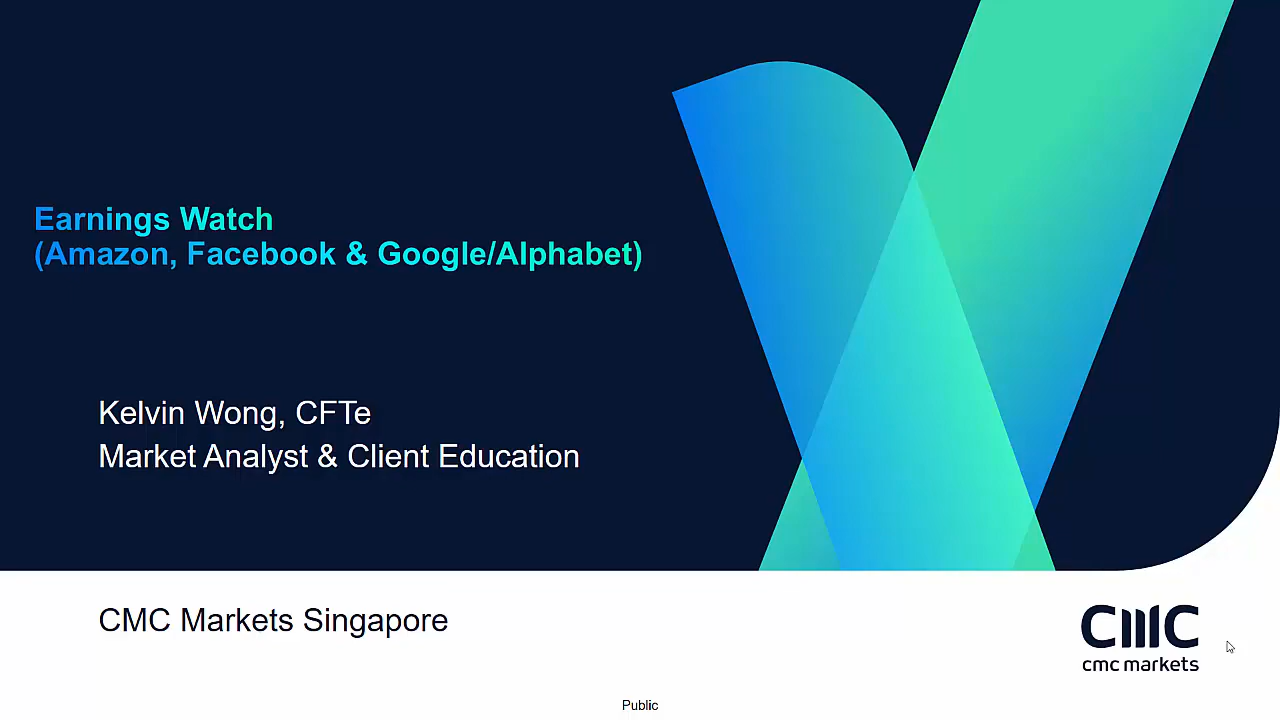 Earnings Watch
(Amazon, Facebook & Google/Alphabet)
Kelvin Wong, CFTe
Market Analyst & Client Education
CMC Markets Singapore
CMC
cmc markets
Public